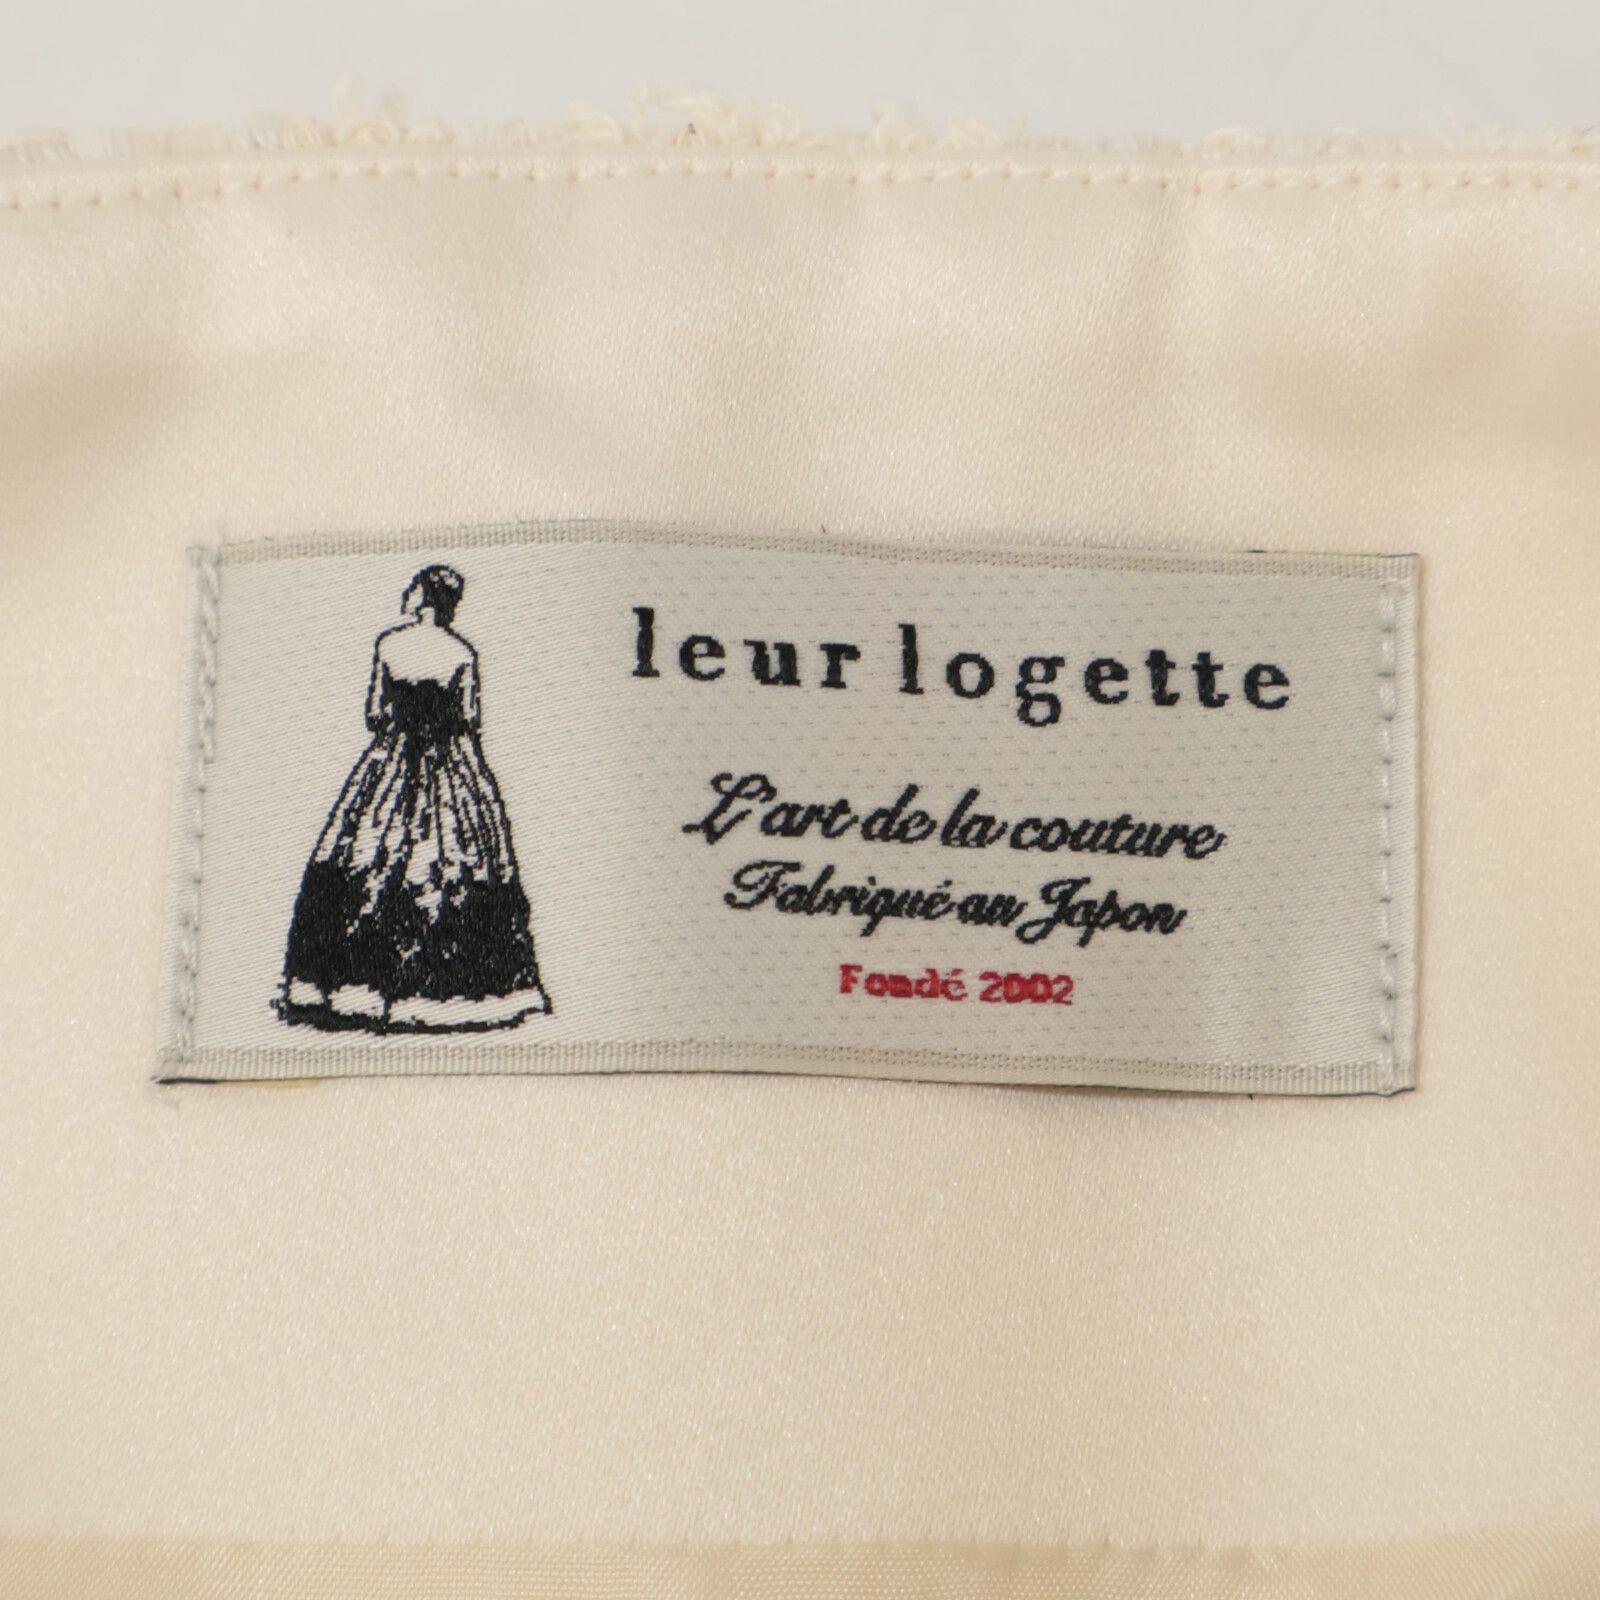 leur logette
L'art de la couture
Fabriqué au Japon
Fondé 2002